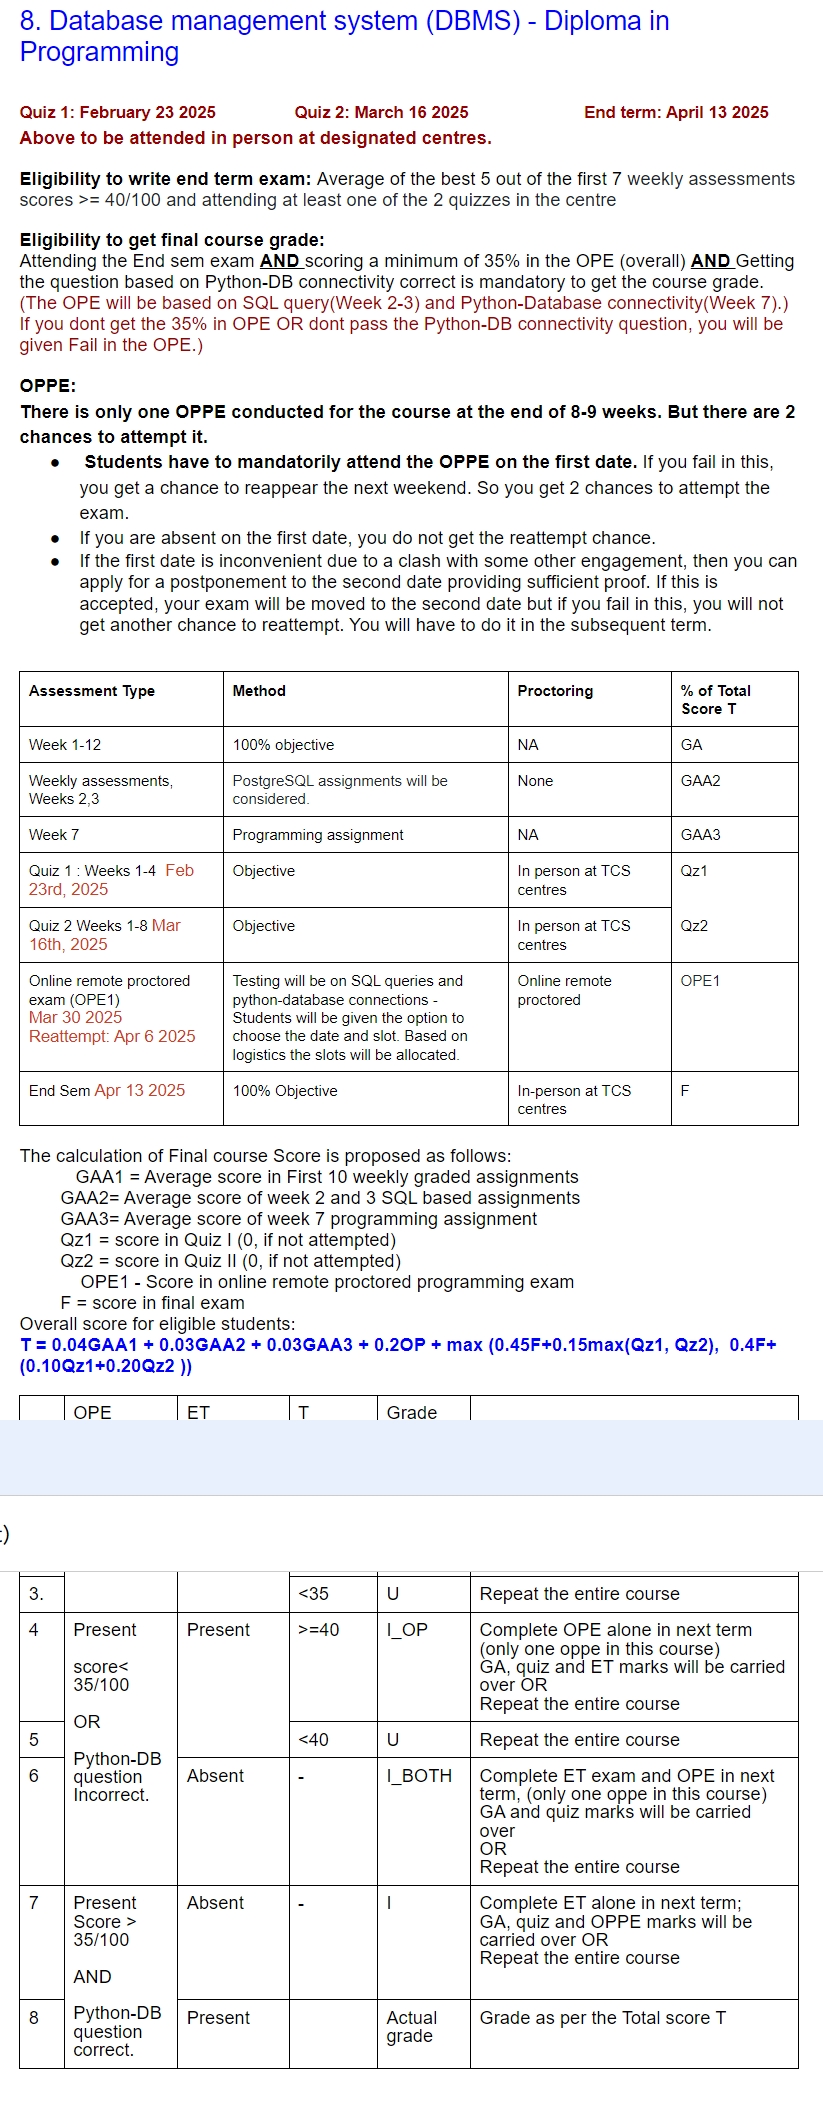 8. Database management system (DBMS) - Diploma in
Programming
Quiz 1: February 23 2025 Quiz 2: March 16 2025 End term: April 13 2025
Above to be attended in person at designated centres.
Eligibility to write end term exam: Average of the best 5 out of the first 7 weekly assessments
scores >= 40/100 and attending at least one of the 2 quizzes in the centre
Eligibility to get final course grade:
Attending the End sem exam AND scoring a minimum of 35% in the OPE (overall) AND Getting
the question based on Python-DB connectivity correct is mandatory to get the course grade.
(The OPE will be based on SQL query(Week 2-3) and Python-Database connectivity(Week 7).)
If you dont get the 35% in OPE OR dont pass the Python-DB connectivity question, you will be
given Fail in the OPE.)
OPPE:
There is only one OPPE conducted for the course at the end of 8-9 weeks. But there are 2
chances to attempt it.
● Students have to mandatorily attend the OPPE on the first date. If you fail in this,
you get a chance to reappear the next weekend. So you get 2 chances to attempt the
exam.
● If you are absent on the first date, you do not get the reattempt chance.
● If the first date is inconvenient due to a clash with some other engagement, then you can
apply for a postponement to the second date providing sufficient proof. If this is
accepted, your exam will be moved to the second date but if you fail in this, you will not
get another chance to reattempt. You will have to do it in the subsequent term.
Assessment Type Method Proctoring % of Total
Score T
Week 1-12 100% objective NA GA
Weekly assessments, PostgreSQL assignments will be None GAA2
Weeks 2,3 considered.
Week 7 Programming assignment NA GAA3
Quiz 1 : Weeks 1-4 Feb Objective In person at TCS Qz1
23rd, 2025 centres
Quiz 2 Weeks 1-8 Mar Objective In person at TCS Qz2
16th, 2025 centres
Online remote proctored Testing will be on SQL queries and Online remote OPE1
exam (OPE1) python-database connections - proctored
Mar 30 2025 Students will be given the option to
Reattempt: Apr 6 2025 choose the date and slot. Based on
logistics the slots will be allocated.
End Sem Apr 13 2025 100% Objective In-person at TCS F
centres
The calculation of Final course Score is proposed as follows:
GAA1 = Average score in First 10 weekly graded assignments
GAA2= Average score of week 2 and 3 SQL based assignments
GAA3= Average score of week 7 programming assignment
Qz1 = score in Quiz I (0, if not attempted)
Qz2 = score in Quiz II (0, if not attempted)
OPE1 - Score in online remote proctored programming exam
F = score in final exam
Overall score for eligible students:
T = 0.04GAA1 + 0.03GAA2 + 0.03GAA3 + 0.2OP + max (0.45F+0.15max(Qz1, Qz2), 0.4F+
(0.10Qz1+0.20Qz2 ))
OPE ET T Grade
:)
3. <35 U Repeat the entire course
4 Present Present >=40 I_OP Complete OPE alone in next term
(only one oppe in this course)
score< GA, quiz and ET marks will be carried
35/100 over OR
Repeat the entire course
OR
5 <40 U Repeat the entire course
Python-DB
6 question Absent - I_BOTH Complete ET exam and OPE in next
Incorrect. term, (only one oppe in this course)
GA and quiz marks will be carried
over
OR
Repeat the entire course
7 Present Absent - I Complete ET alone in next term;
Score > GA, quiz and OPPE marks will be
35/100 carried over OR
Repeat the entire course
AND
8 Python-DB Present Actual Grade as per the Total score T
question grade
correct.